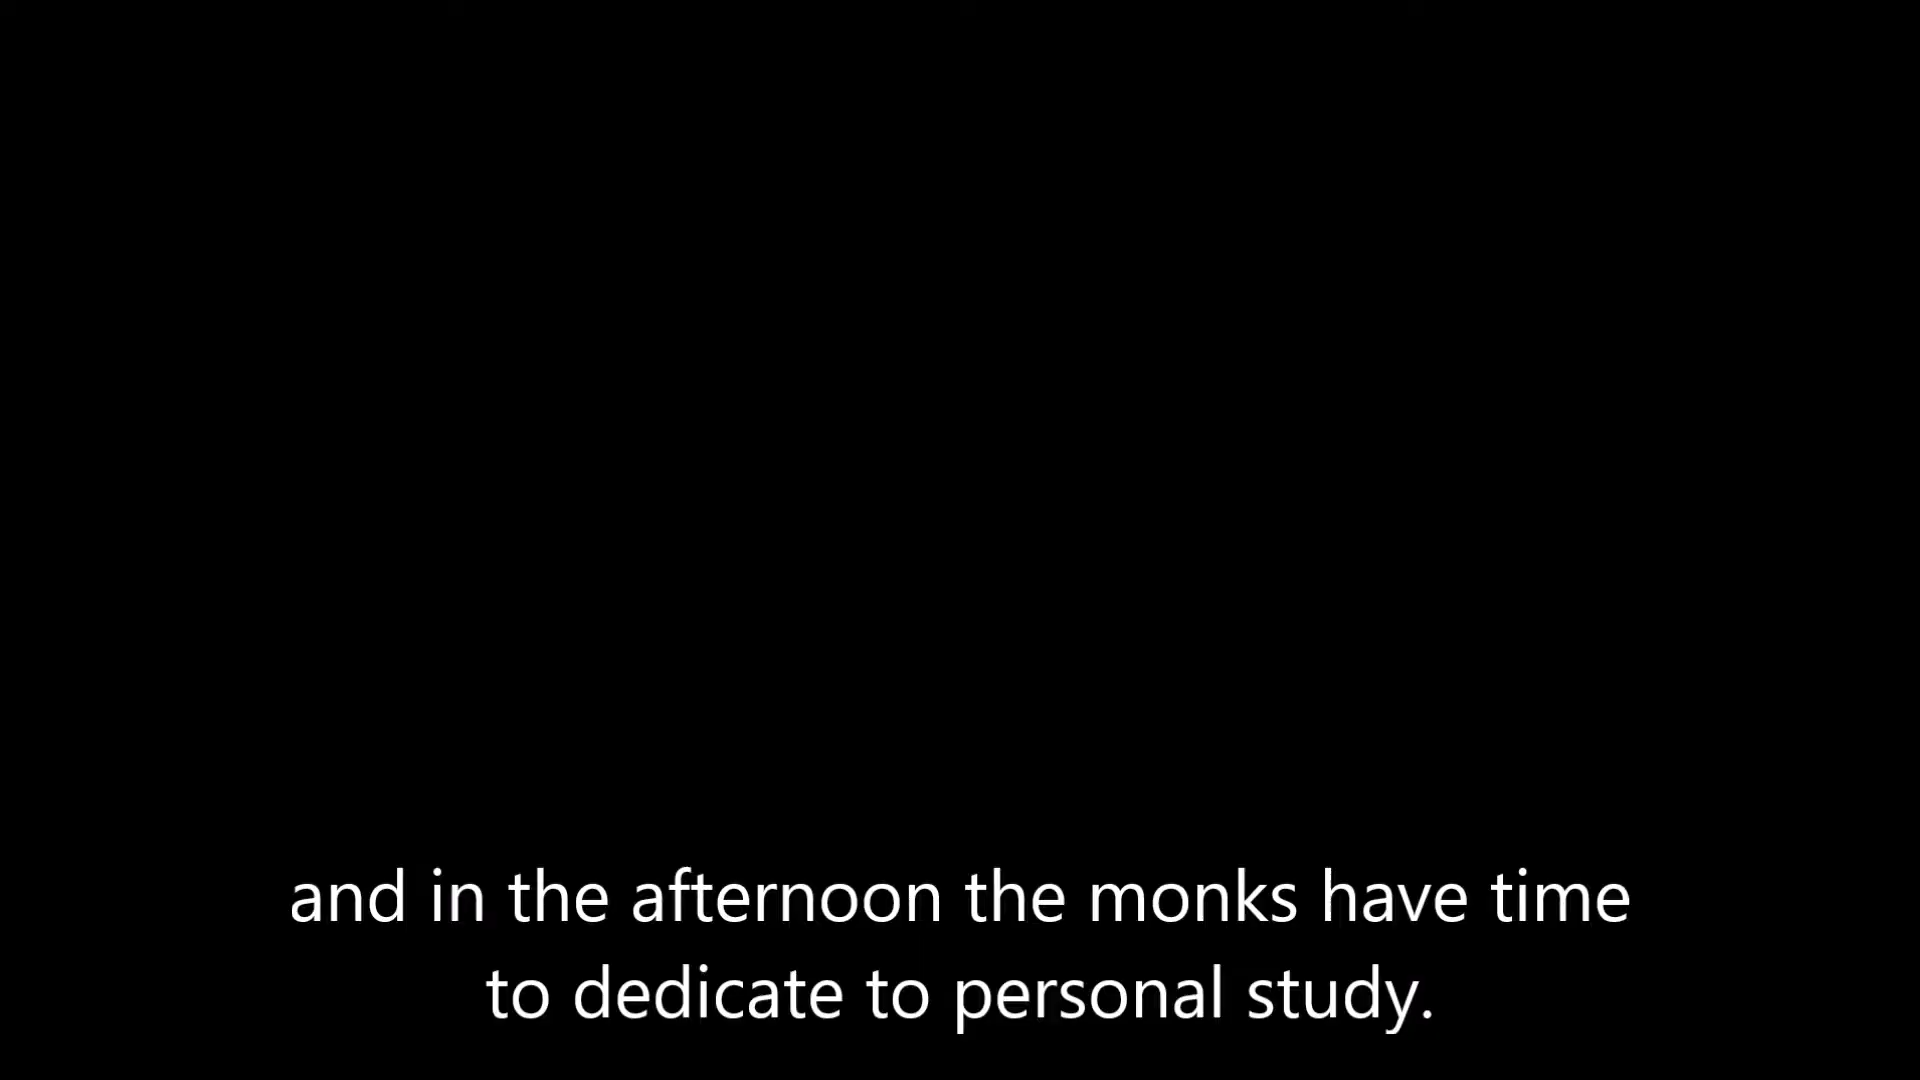 and in the afternoon the monks have time
to dedicate to personal study.